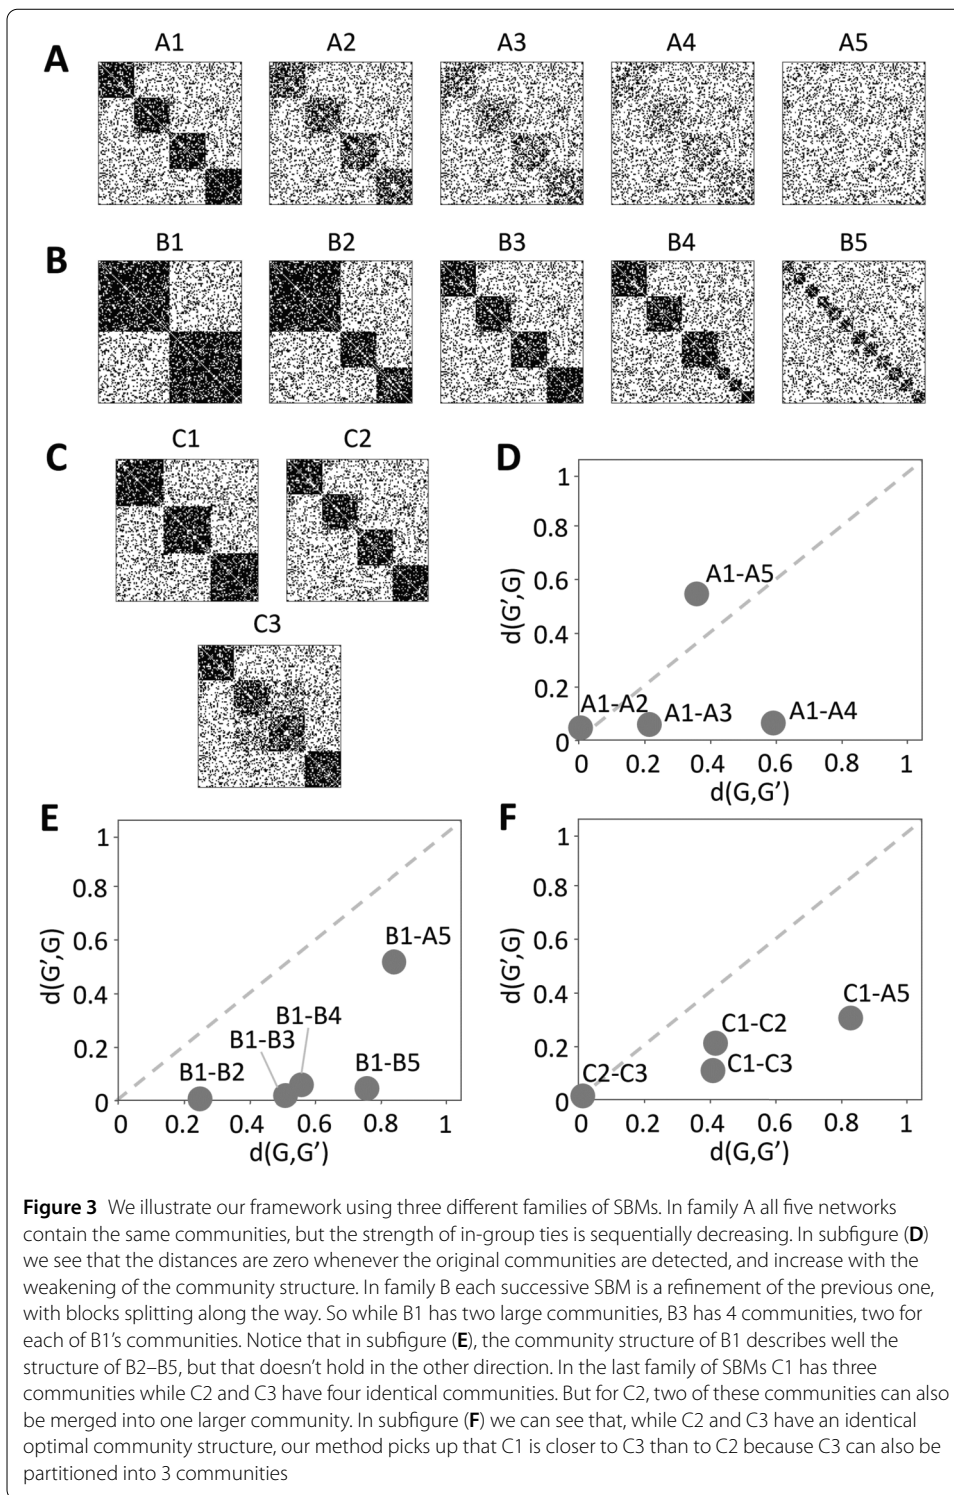 A
A1 A2 A3 A4 A5
B
B1 B2 B3 B4 B5
C
C1 C2
C3
D
1
0.8
0.6
0.4
0.2
0
d(G',G)
A1-A5
A1-A2
A1-A3
A1-A4
0 0.2 0.4 0.6 0.8 1
d(G,G')
E
1
0.8
0.6
0.4
0.2
0
d(G',G)
B1-A5
B1-B4
B1-B3
B1-B2
B1-B5
0 0.2 0.4 0.6 0.8 1
d(G,G')
F
1
0.8
0.6
0.4
0.2
0
d(G',G)
C1-A5
C1-C2
C1-C3
C2-C3
0 0.2 0.4 0.6 0.8 1
d(G,G')
Figure 3 We illustrate our framework using three different families of SBMs. In family A all five networks
contain the same communities, but the strength of in-group ties is sequentially decreasing. In subfigure (D)
we see that the distances are zero whenever the original communities are detected, and increase with the
weakening of the community structure. In family B each successive SBM is a refinement of the previous one,
with blocks splitting along the way. So while B1 has two large communities, B3 has 4 communities, two for
each of B1's communities. Notice that in subfigure (E), the community structure of B1 describes well the
structure of B2–B5, but that doesn't hold in the other direction. In the last family of SBMs C1 has three
communities while C2 and C3 have four identical communities. But for C2, two of these communities can also
be merged into one larger community. In subfigure (F) we can see that, while C2 and C3 have an identical
optimal community structure, our method picks up that C1 is closer to C3 than to C2 because C3 can also be
partitioned into 3 communities